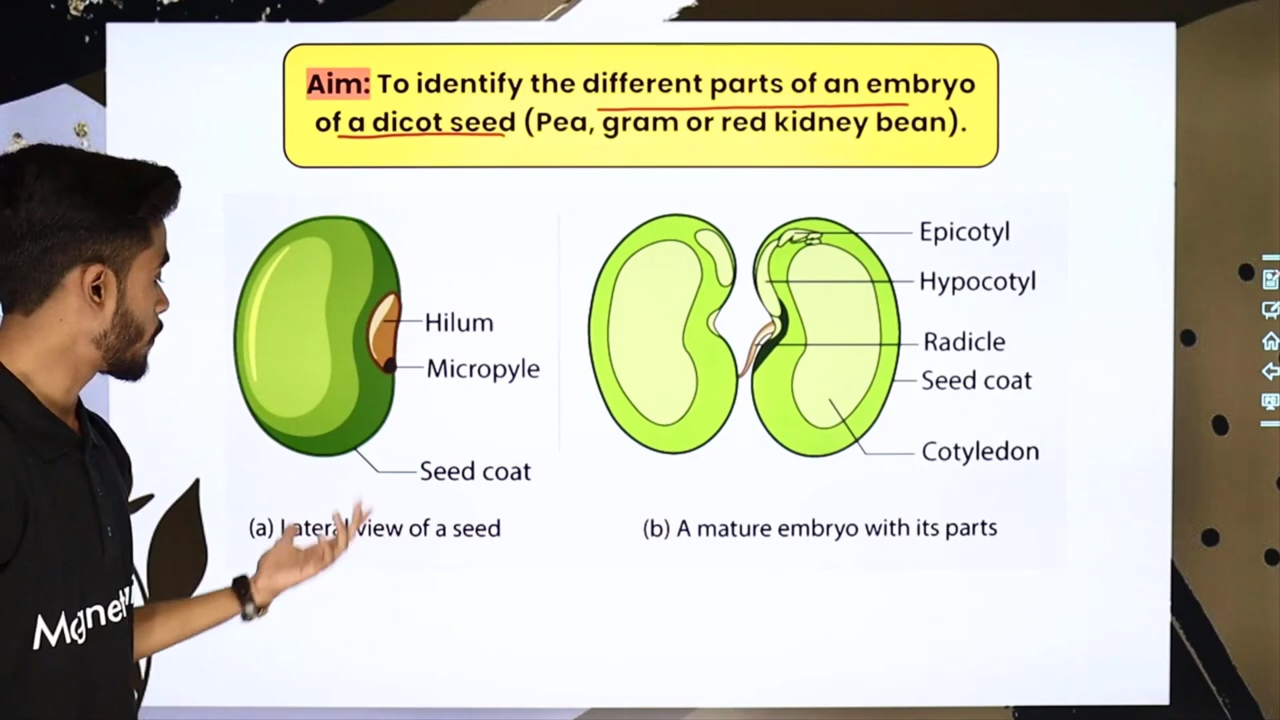 Aim: To identify the different parts of an embryo
of a dicot seed (Pea, gram or red kidney bean).
Hilum
Micropyle
Seed coat
(a) Lateral view of a seed
Epicotyl
Hypocotyl
Radicle
Seed coat
Cotyledon
(b) A mature embryo with its parts